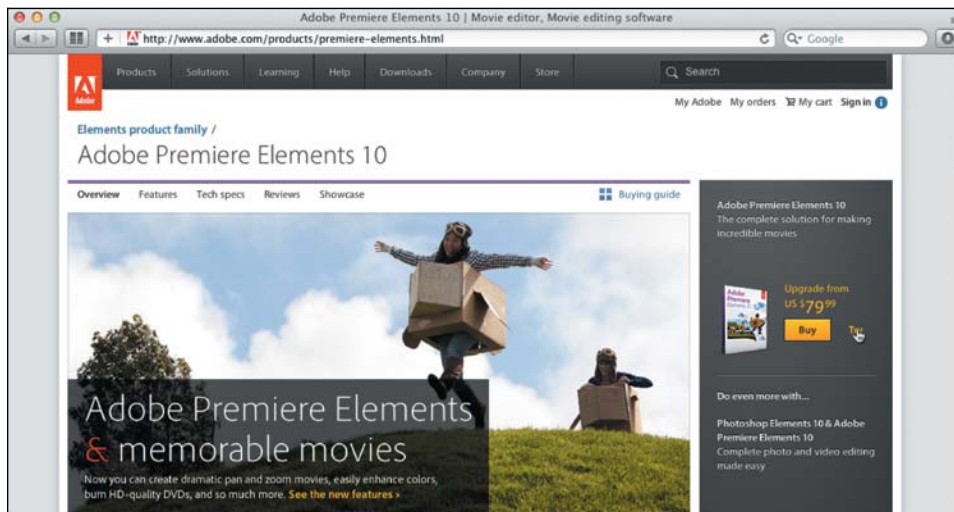 Adobe Premiere Elements 10 | Movie editor, Movie editing software
http://www.adobe.com/products/premiere-elements.html
Google
Adobe
Products Solutions Learning Help Downloads Company Store
Search
My Adobe My orders My cart Sign in
Elements product family /
Adobe Premiere Elements 10
Overview Features Tech specs Reviews Showcase
Buying guide
Adobe Premiere Elements 10
The complete solution for making
incredible movies
Adobe
Premiere
Elements 10
Upgrade from
US $79.99
Buy
Do even more with...
Photoshop Elements 10 & Adobe
Premiere Elements 10
Complete photo and video editing
made easy
Adobe Premiere Elements
& memorable movies
Now you can create dramatic pan and zoom movies, easily enhance colors,
burn HD-quality DVDs, and so much more. See the new features ›